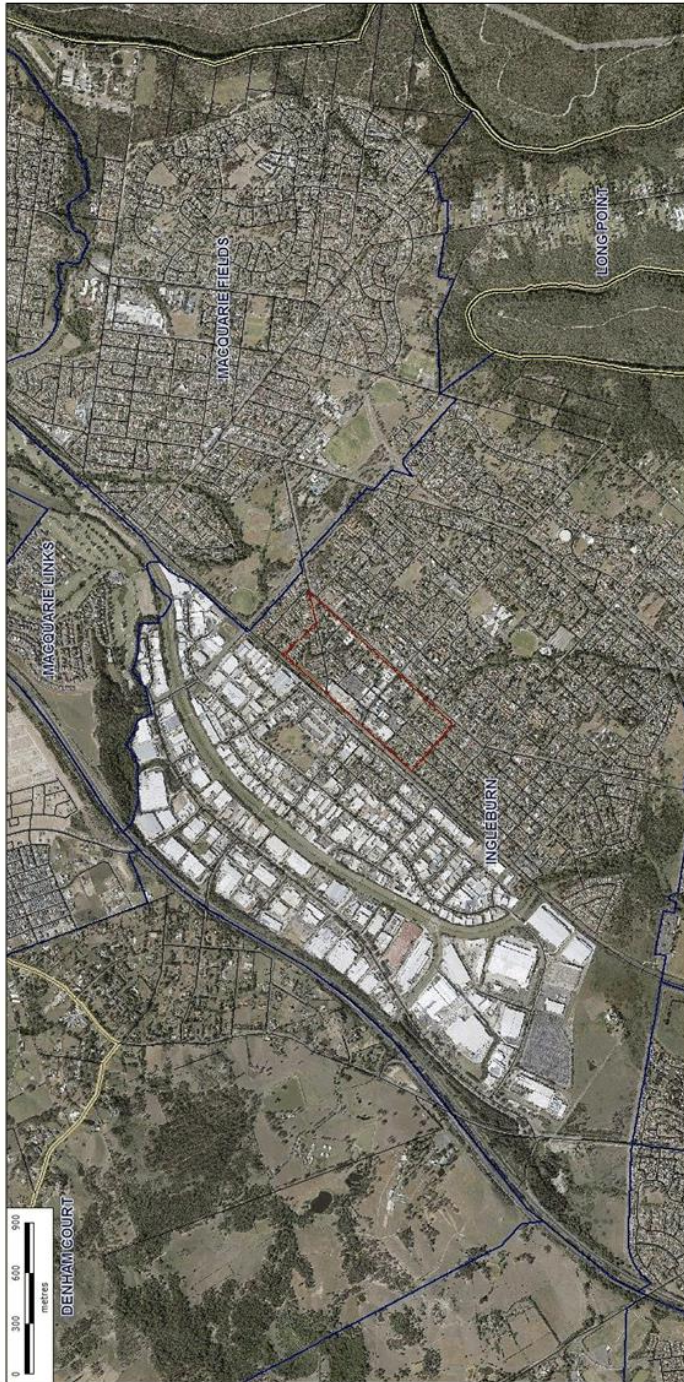 MACQUARIE FIELDS
LONG POINT
MACQUARIE LINKS
INGLEBURN
DENHAM COURT
0 300 600 900
metres